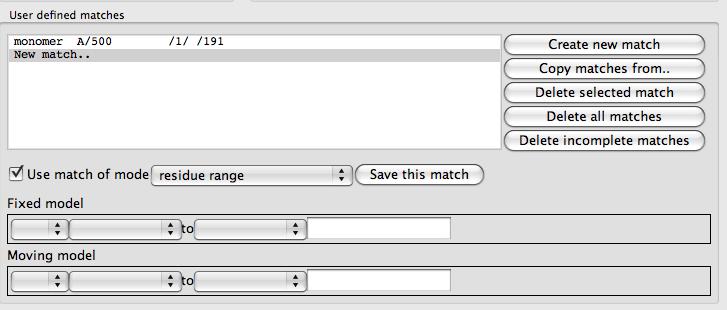 User defined matches
monomer A/500 /1/ /191
New match..
Create new match
Copy matches from..
Delete selected match
Delete all matches
Delete incomplete matches
Use match of mode residue range Save this match
Fixed model
to
Moving model
to